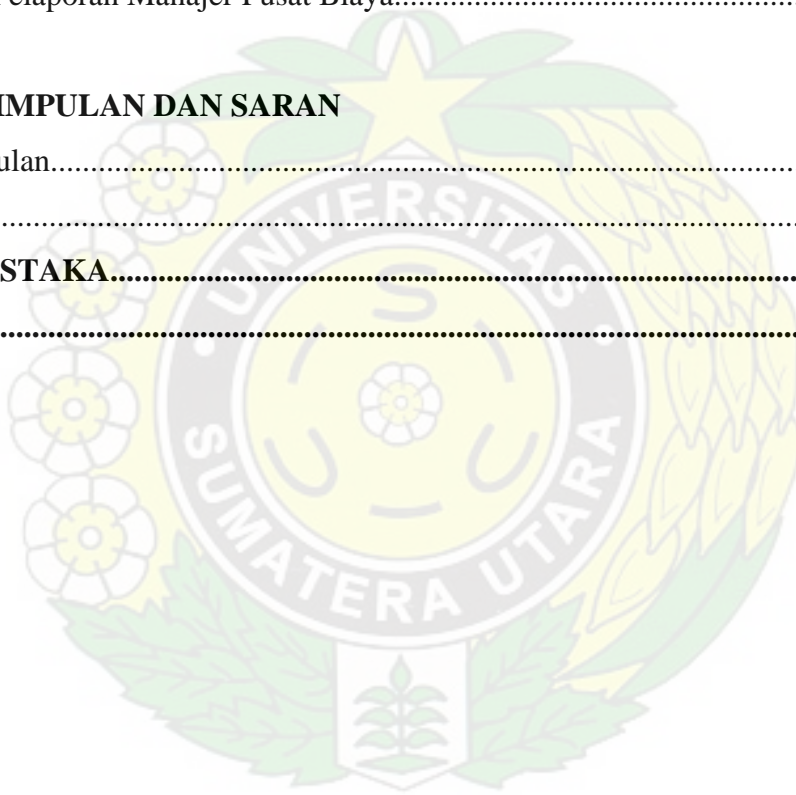 elaporan Manajer Pusat Biaya....................................................
IMPULAN DAN SARAN
ulan.............................................................................................
....................................................................................................
STAKA.......................................................................................
....................................................................................................
UNIVERSITAS
SUMATERA UTARA